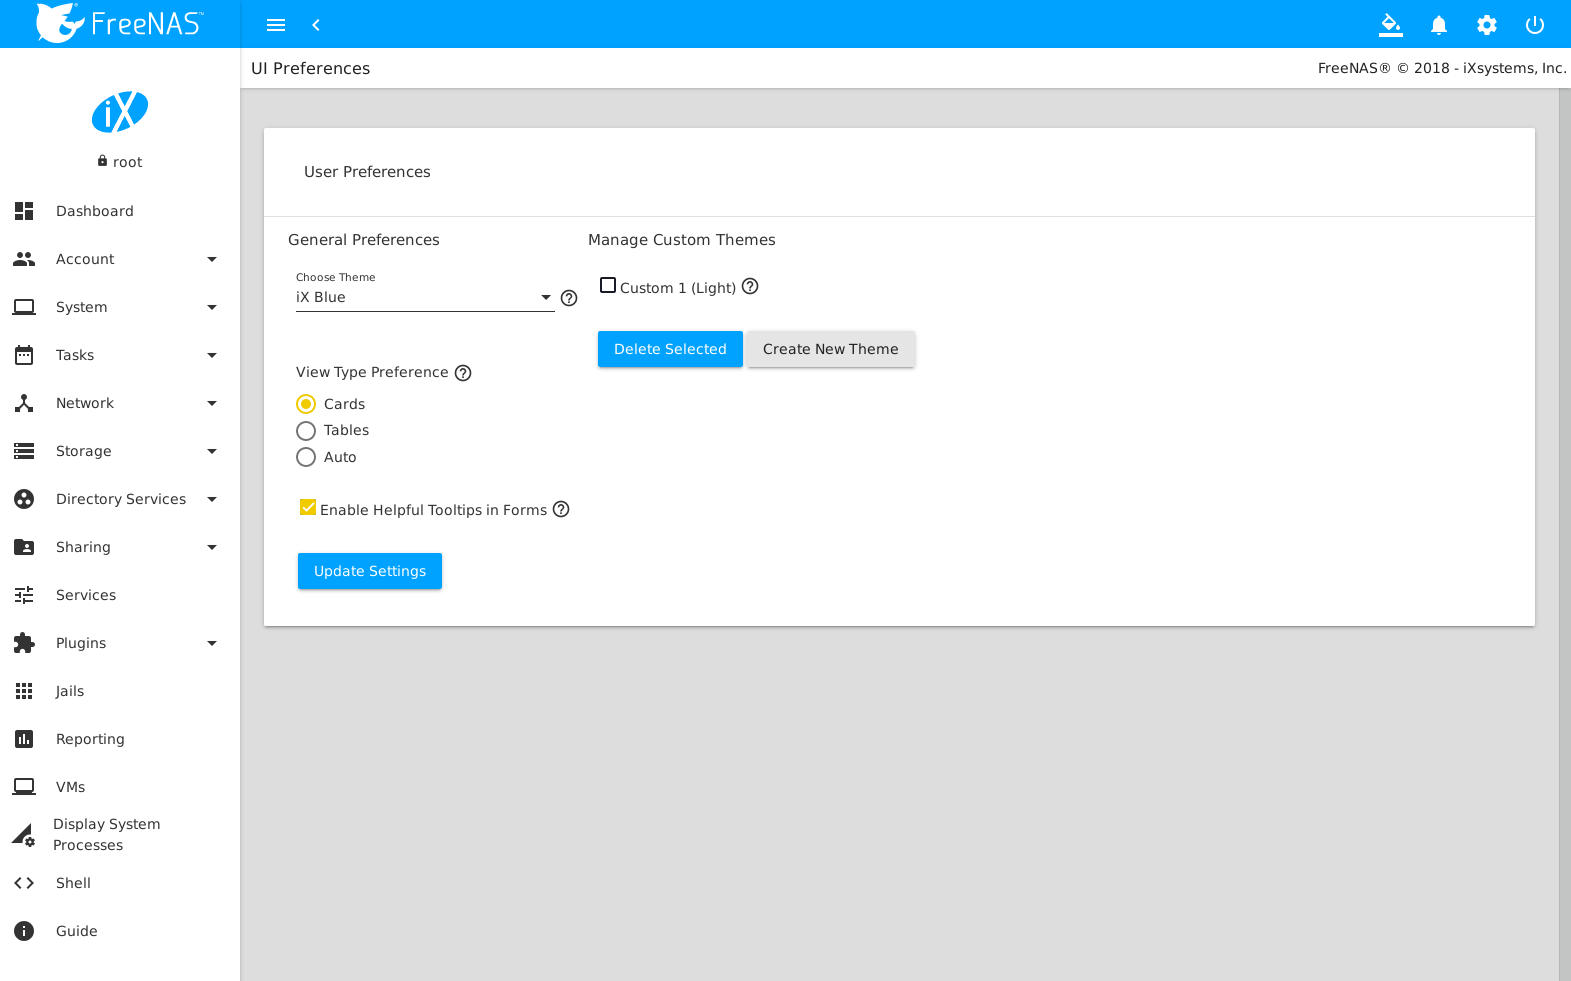 FreeNAS™
UI Preferences
FreeNAS® © 2018 - iXsystems, Inc.
iX
root
Dashboard
Account
System
Tasks
Network
Storage
Directory Services
Sharing
Services
Plugins
Jails
Reporting
VMs
Display System
Processes
Shell
Guide
User Preferences
General Preferences
Choose Theme
iX Blue
View Type Preference
Cards
Tables
Auto
Enable Helpful Tooltips in Forms
Update Settings
Manage Custom Themes
Custom 1 (Light)
Delete Selected
Create New Theme